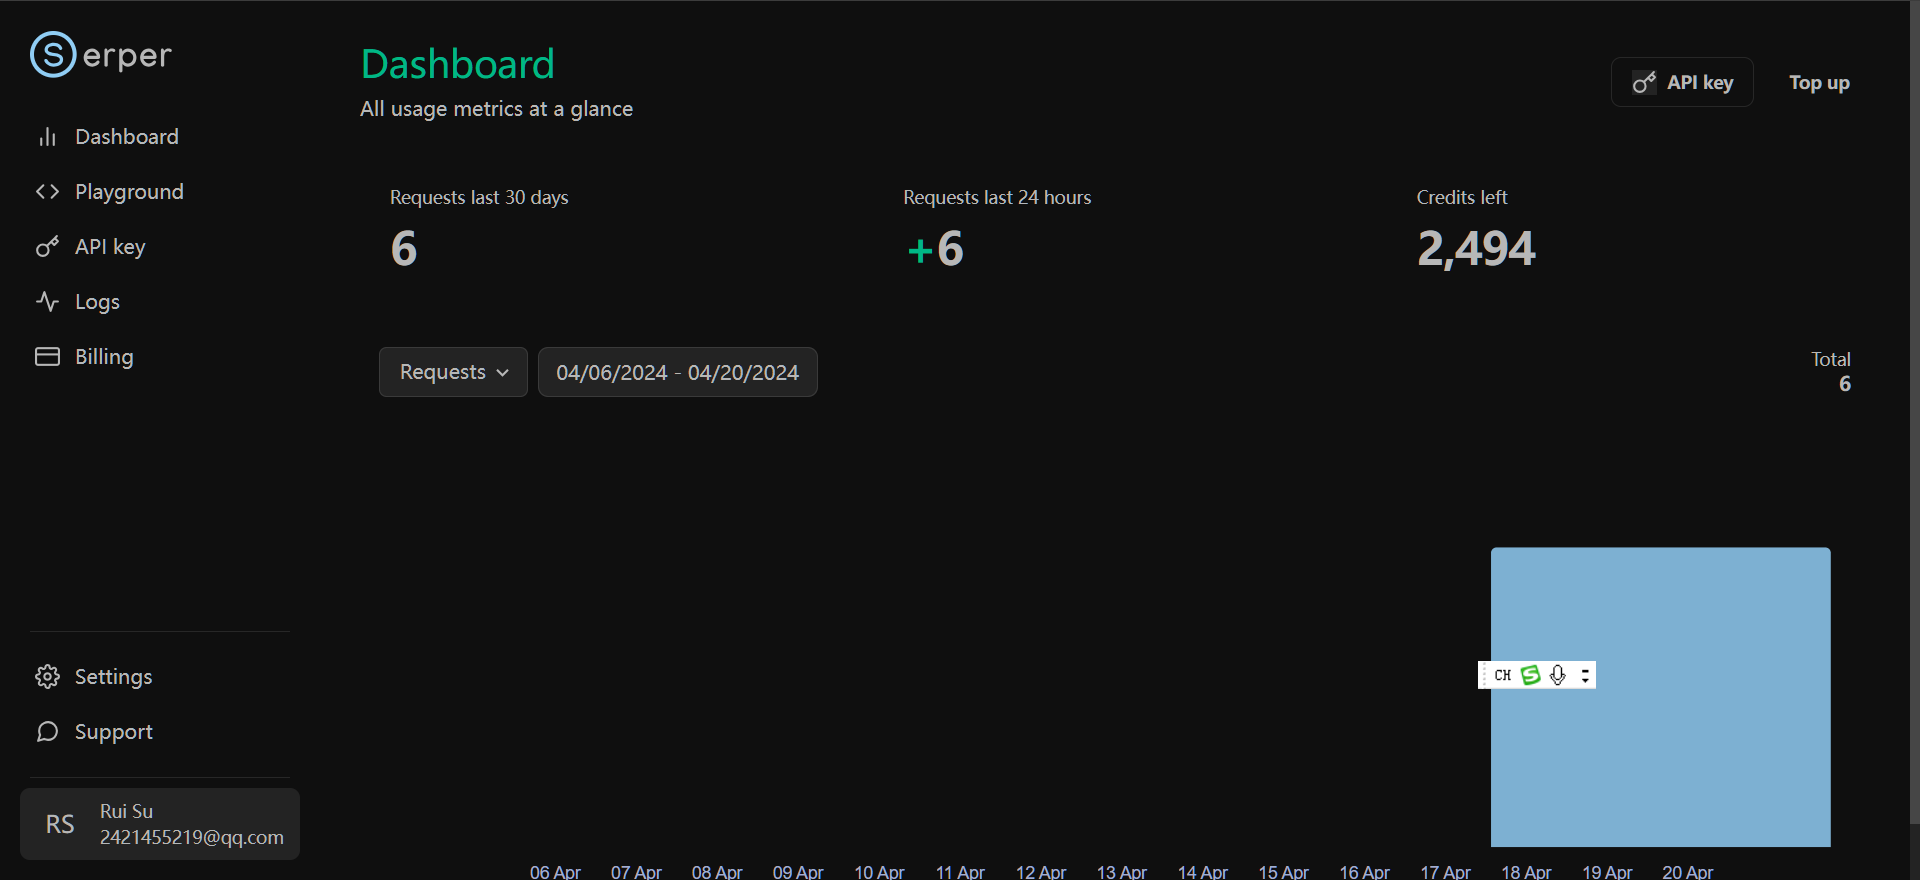 Serper
Dashboard
Playground
API key
Logs
Billing
Settings
Support
RS
Rui Su
2421455219@qq.com
Dashboard
All usage metrics at a glance
API key
Top up
Requests last 30 days
6
Requests last 24 hours
+6
Credits left
2,494
Requests
04/06/2024 - 04/20/2024
Total
6
CH S
06 Apr 07 Apr 08 Apr 09 Apr 10 Apr 11 Apr 12 Apr 13 Apr 14 Apr 15 Apr 16 Apr 17 Apr 18 Apr 19 Apr 20 Apr